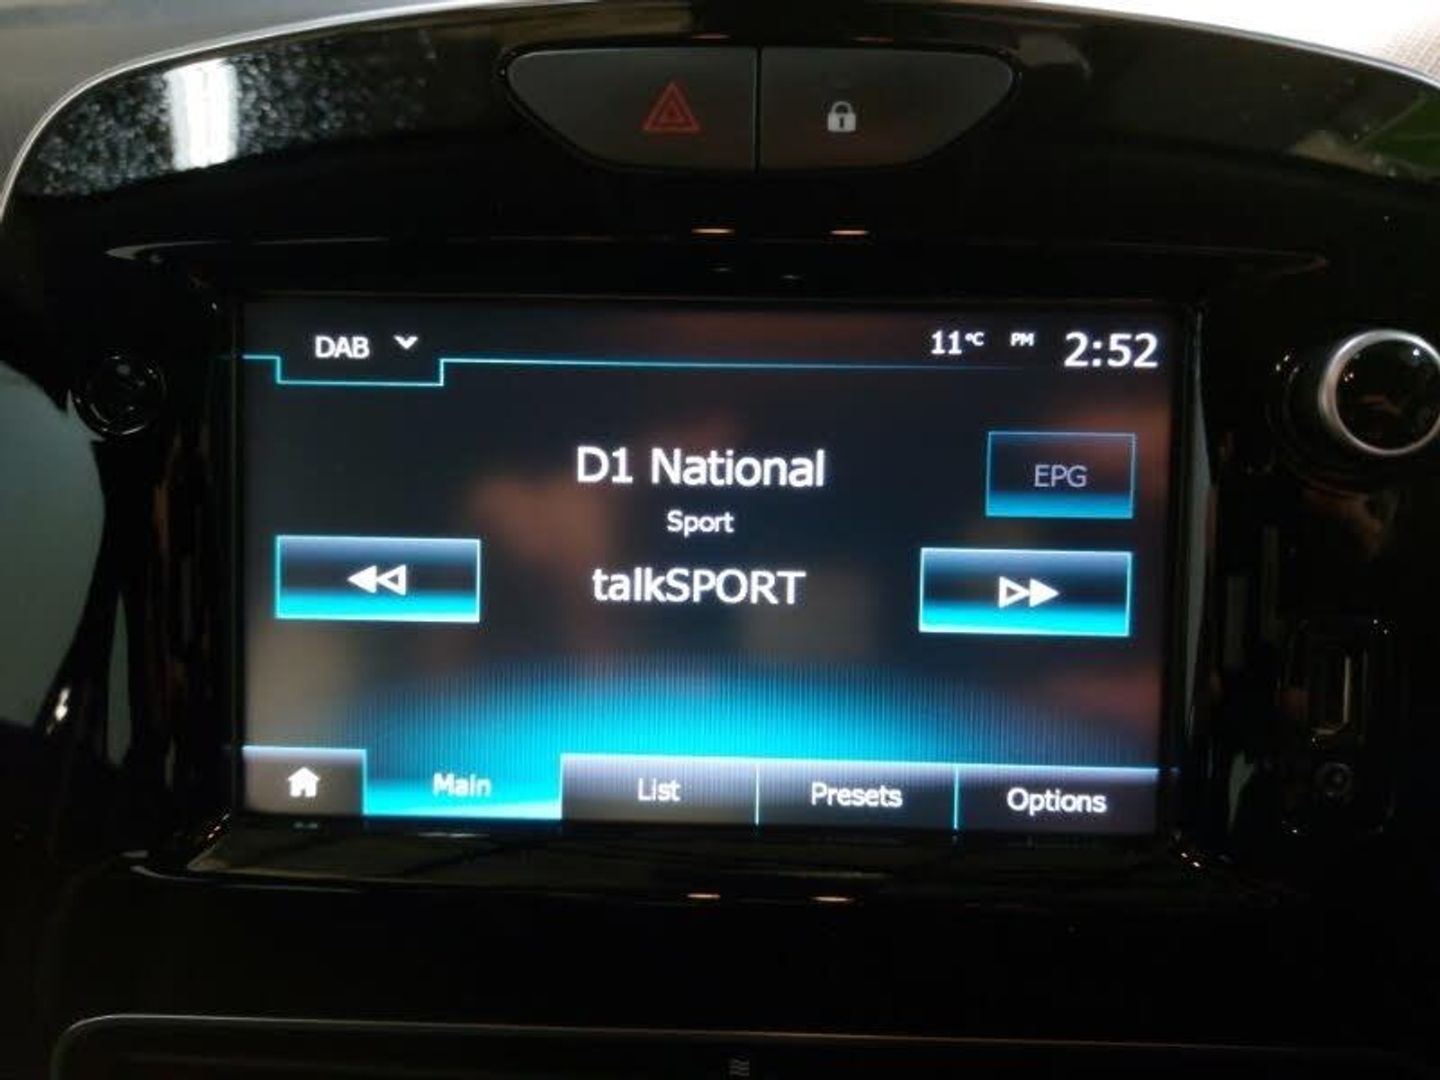 DAB
11°C PM 2:52
D1 National
EPG
Sport
talkSPORT
Main List Presets Options